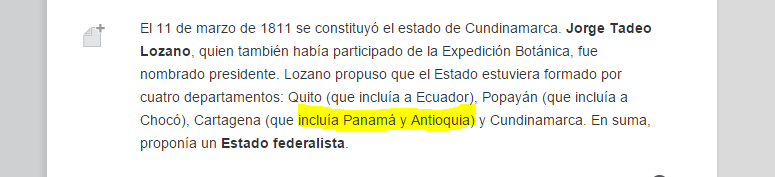 El 11 de marzo de 1811 se constituyó el estado de Cundinamarca. Jorge Tadeo
Lozano, quien también había participado de la Expedición Botánica, fue
nombrado presidente. Lozano propuso que el Estado estuviera formado por
cuatro departamentos: Quito (que incluía a Ecuador), Popayán (que incluía a
Chocó), Cartagena (que incluía Panamá y Antioquia) y Cundinamarca. En suma,
proponía un Estado federalista.